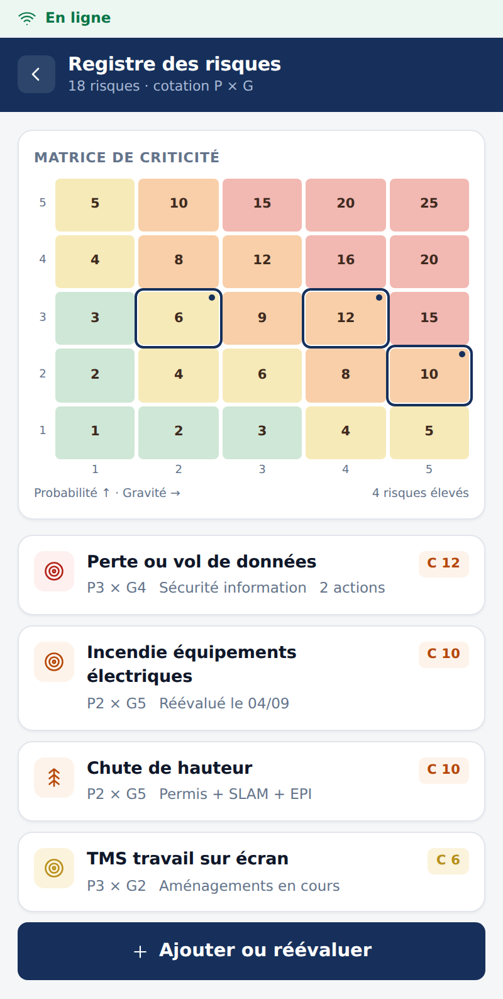 En ligne
Registre des risques
18 risques · cotation P × G
MATRICE DE CRITICITÉ
5 5 10 15 20 25
4 4 8 12 16 20
3 3 6 9 12 15
2 2 4 6 8 10
1 1 2 3 4 5
1 2 3 4 5
Probabilité ↑ · Gravité → 4 risques élevés
Perte ou vol de données C 12
P3 × G4 Sécurité information 2 actions
Incendie équipements C 10
électriques
P2 × G5 Réévalué le 04/09
Chute de hauteur C 10
P2 × G5 Permis + SLAM + EPI
TMS travail sur écran C 6
P3 × G2 Aménagements en cours
+ Ajouter ou réévaluer